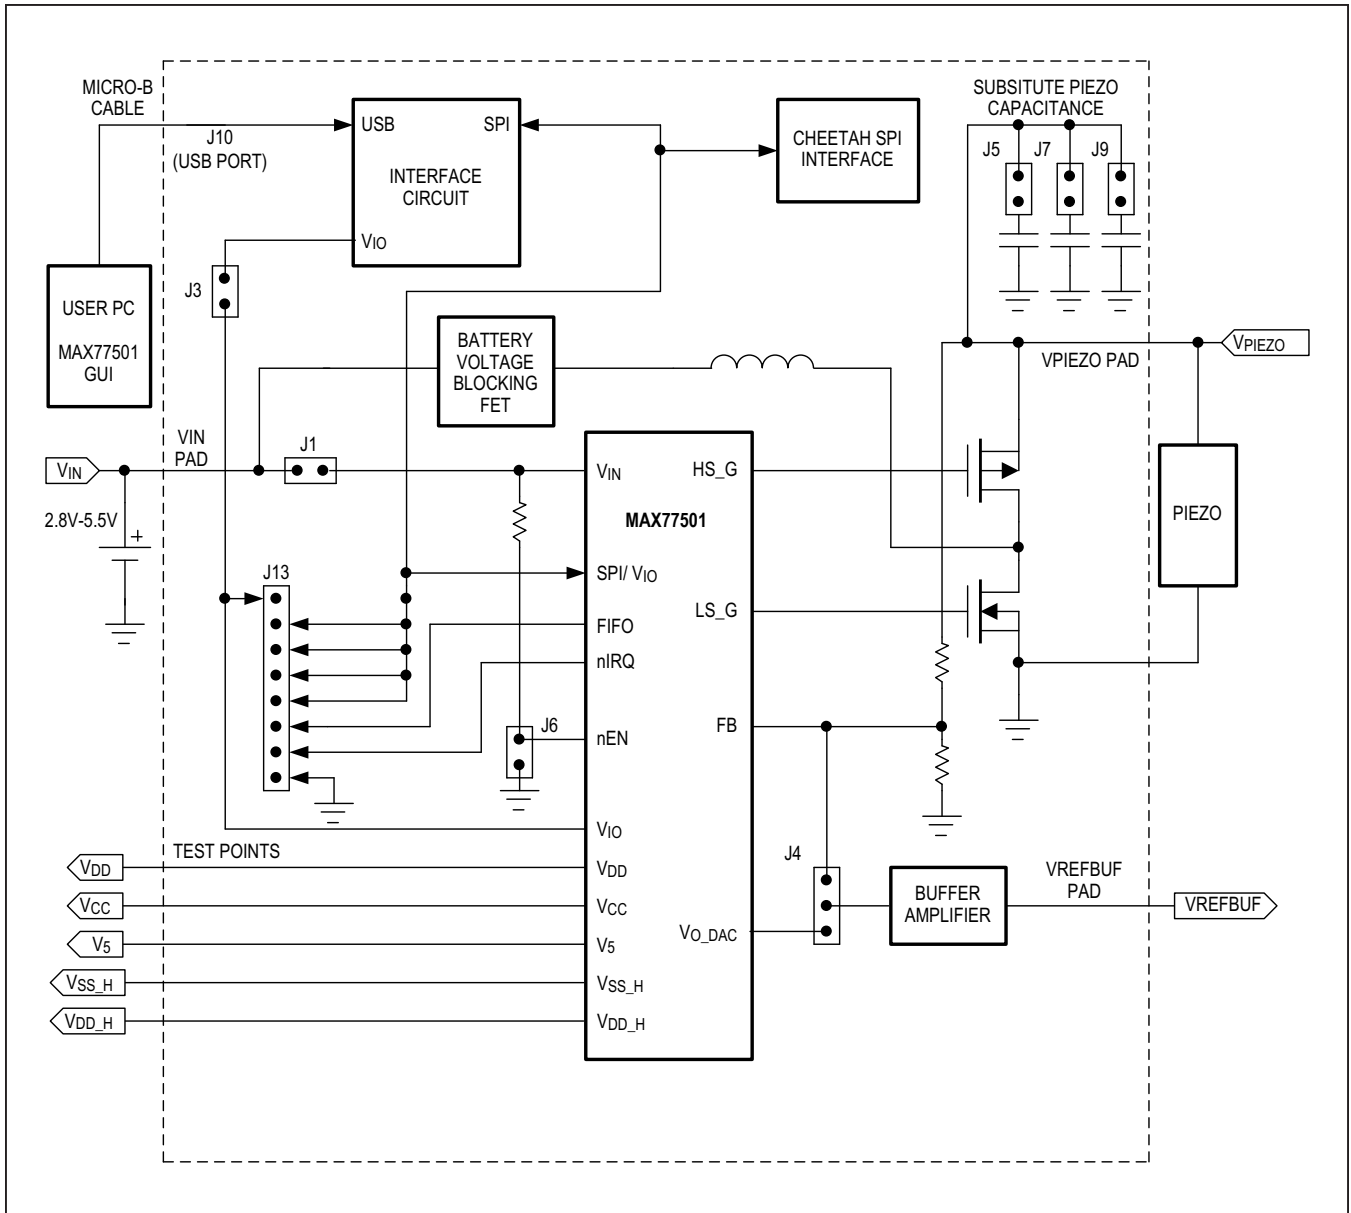 MICRO-B
CABLE
J10
(USB PORT)
USB
SPI
INTERFACE
CIRCUIT
VIO
CHEETAH SPI
INTERFACE
SUBSITUTE PIEZO
CAPACITANCE
J5
J7
J9
J3
USER PC
MAX77501
GUI
BATTERY
VOLTAGE
BLOCKING
FET
VPIEZO
VPIEZO PAD
VIN
PAD
J1
VIN
2.8V-5.5V
+
VIN
HS_G
MAX77501
PIEZO
J13
SPI/ VIO
FIFO
nIRQ
LS_G
J6
nEN
FB
VIO
TEST POINTS
VDD
VDD
VCC
VCC
V5
V5
VSS_H
VSS_H
VDD_H
VDD_H
J4
VO_DAC
BUFFER
AMPLIFIER
VREFBUF
PAD
VREFBUF